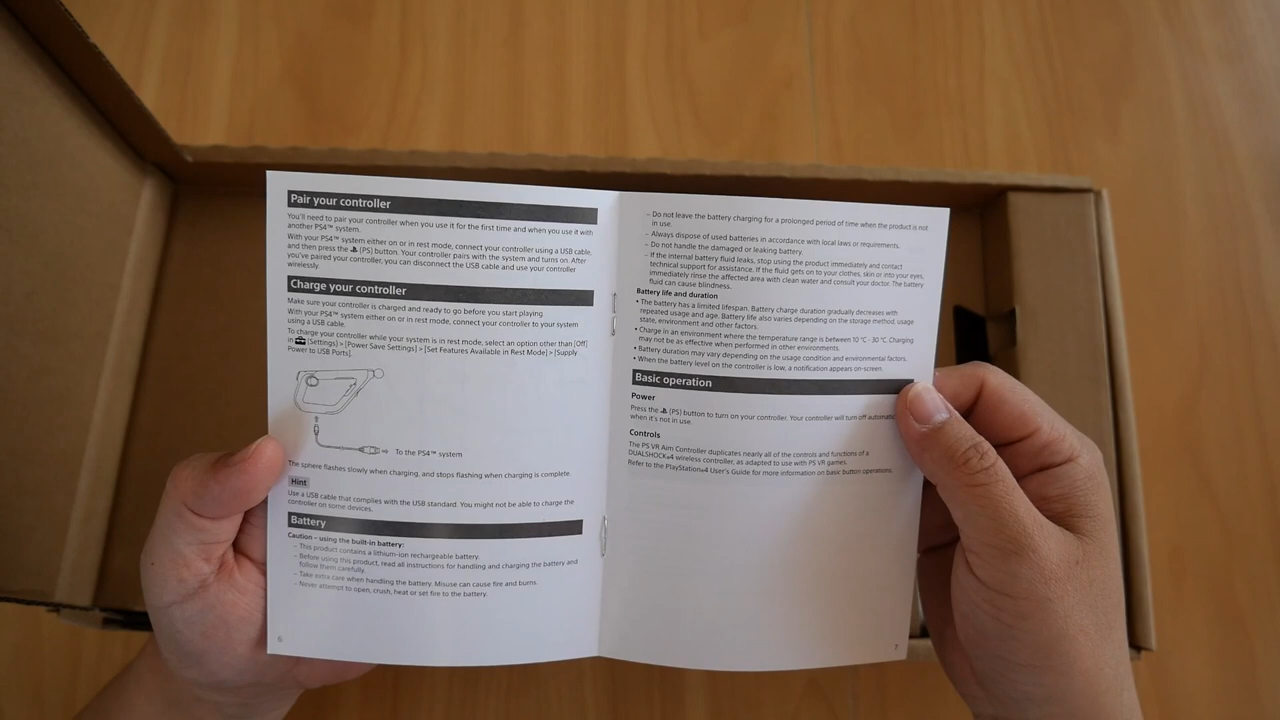 Pair your controller
You'll need to pair your controller when you use it for the first time and when you use it with
another PS4™ system.
With your PS4™ system either on or in rest mode, connect your controller using a USB cable,
and then press the (PS) button. Your controller pairs with the system and turns on. After
you've paired your controller, you can disconnect the USB cable and use your controller
wirelessly.
Charge your controller
Make sure your controller is charged and ready to go before you start playing.
With your PS4™ system either on or in rest mode, connect your controller to your system
using a USB cable.
To charge your controller while your system is in rest mode, select an option other than [Off]
in [Settings] > [Power Save Settings] > [Set Features Available in Rest Mode] > [Supply
Power to USB Ports].
To the PS4™ system
The sphere flashes slowly when charging, and stops flashing when charging is complete.
Hint
Use a USB cable that complies with the USB standard. You might not be able to charge the
controller on some devices.
Battery
Caution – using the built-in battery:
– This product contains a lithium-ion rechargeable battery.
– Before using this product, read all instructions for handling and charging the battery and
follow them carefully.
– Take extra care when handling the battery. Misuse can cause fire and burns.
– Never attempt to open, crush, heat or set fire to the battery.
6
– Do not leave the battery charging for a prolonged period of time when the product is not
in use.
– Always dispose of used batteries in accordance with local laws or requirements.
– Do not handle the damaged or leaking battery.
– If the internal battery fluid leaks, stop using the product immediately and contact
technical support for assistance. If the fluid gets on to your clothes, skin or into your eyes,
immediately rinse the affected area with clean water and consult your doctor. The battery
fluid can cause blindness.
Battery life and duration
• The battery has a limited lifespan. Battery charge duration gradually decreases with
repeated usage and age. Battery life also varies depending on the storage method, usage
state, environment and other factors.
• Charge in an environment where the temperature range is between 10 °C - 30 °C. Charging
may not be as effective when performed in other environments.
• Battery duration may vary depending on the usage condition and environmental factors.
• When the battery level on the controller is low, a notification appears on-screen.
Basic operation
Power
Press the (PS) button to turn on your controller. Your controller will turn off automatic
when it's not in use.
Controls
The PS VR Aim Controller duplicates nearly all of the controls and functions of a
DUALSHOCK®4 wireless controller, as adapted to use with PS VR games.
Refer to the PlayStation®4 User's Guide for more information on basic button operations.
7